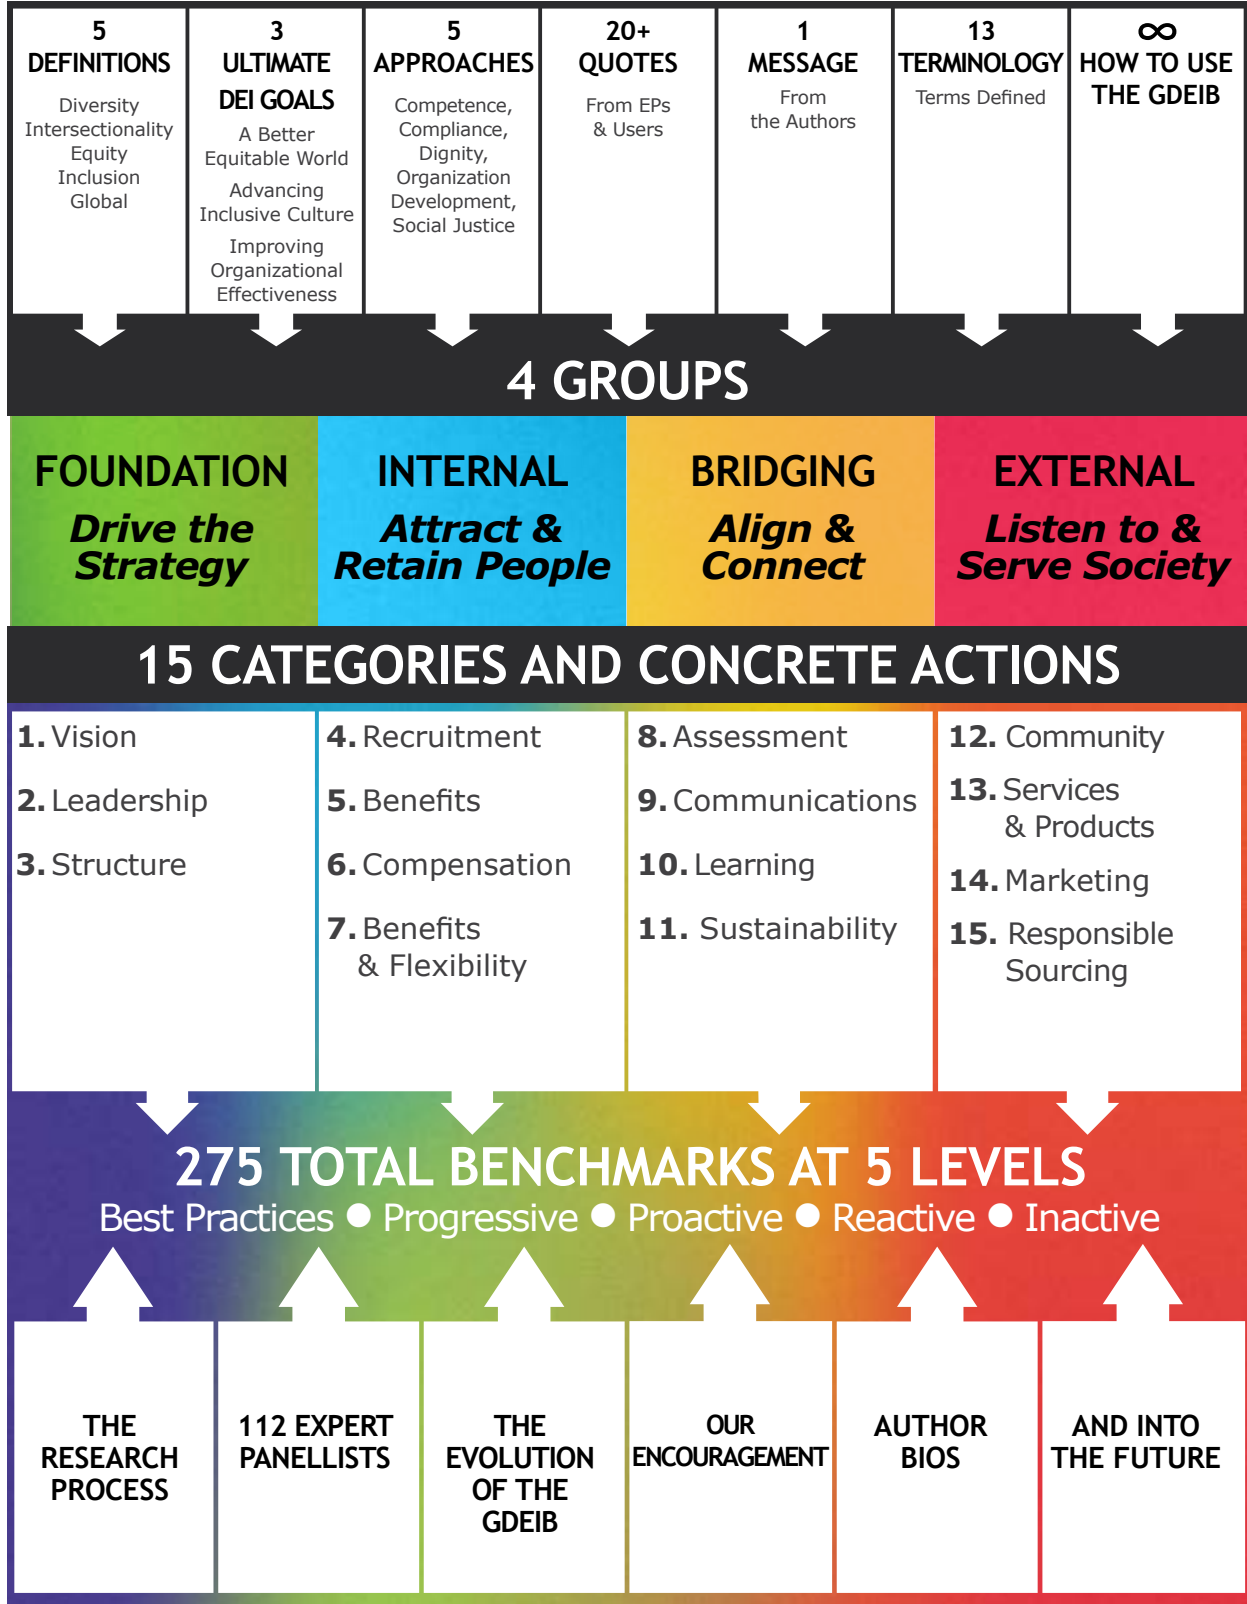 5
DEFINITIONS
Diversity
Intersectionality
Equity
Inclusion
Global
3
ULTIMATE
DEI GOALS
A Better
Equitable World
Advancing
Inclusive Culture
Improving
Organizational
Effectiveness
5
APPROACHES
Competence,
Compliance,
Dignity,
Organization
Development,
Social Justice
20+
QUOTES
From EPs
& Users
1
MESSAGE
From
the Authors
13
TERMINOLOGY
Terms Defined
∞
HOW TO USE
THE GDEIB
4 GROUPS
FOUNDATION
Drive the
Strategy
INTERNAL
Attract &
Retain People
BRIDGING
Align &
Connect
EXTERNAL
Listen to &
Serve Society
15 CATEGORIES AND CONCRETE ACTIONS
1. Vision
2. Leadership
3. Structure
4. Recruitment
5. Benefits
6. Compensation
7. Benefits
& Flexibility
8. Assessment
9. Communications
10. Learning
11. Sustainability
12. Community
13. Services
& Products
14. Marketing
15. Responsible
Sourcing
275 TOTAL BENCHMARKS AT 5 LEVELS
Best Practices ● Progressive ● Proactive ● Reactive ● Inactive
THE
RESEARCH
PROCESS
112 EXPERT
PANELLISTS
THE
EVOLUTION
OF THE
GDEIB
OUR
ENCOURAGEMENT
AUTHOR
BIOS
AND INTO
THE FUTURE